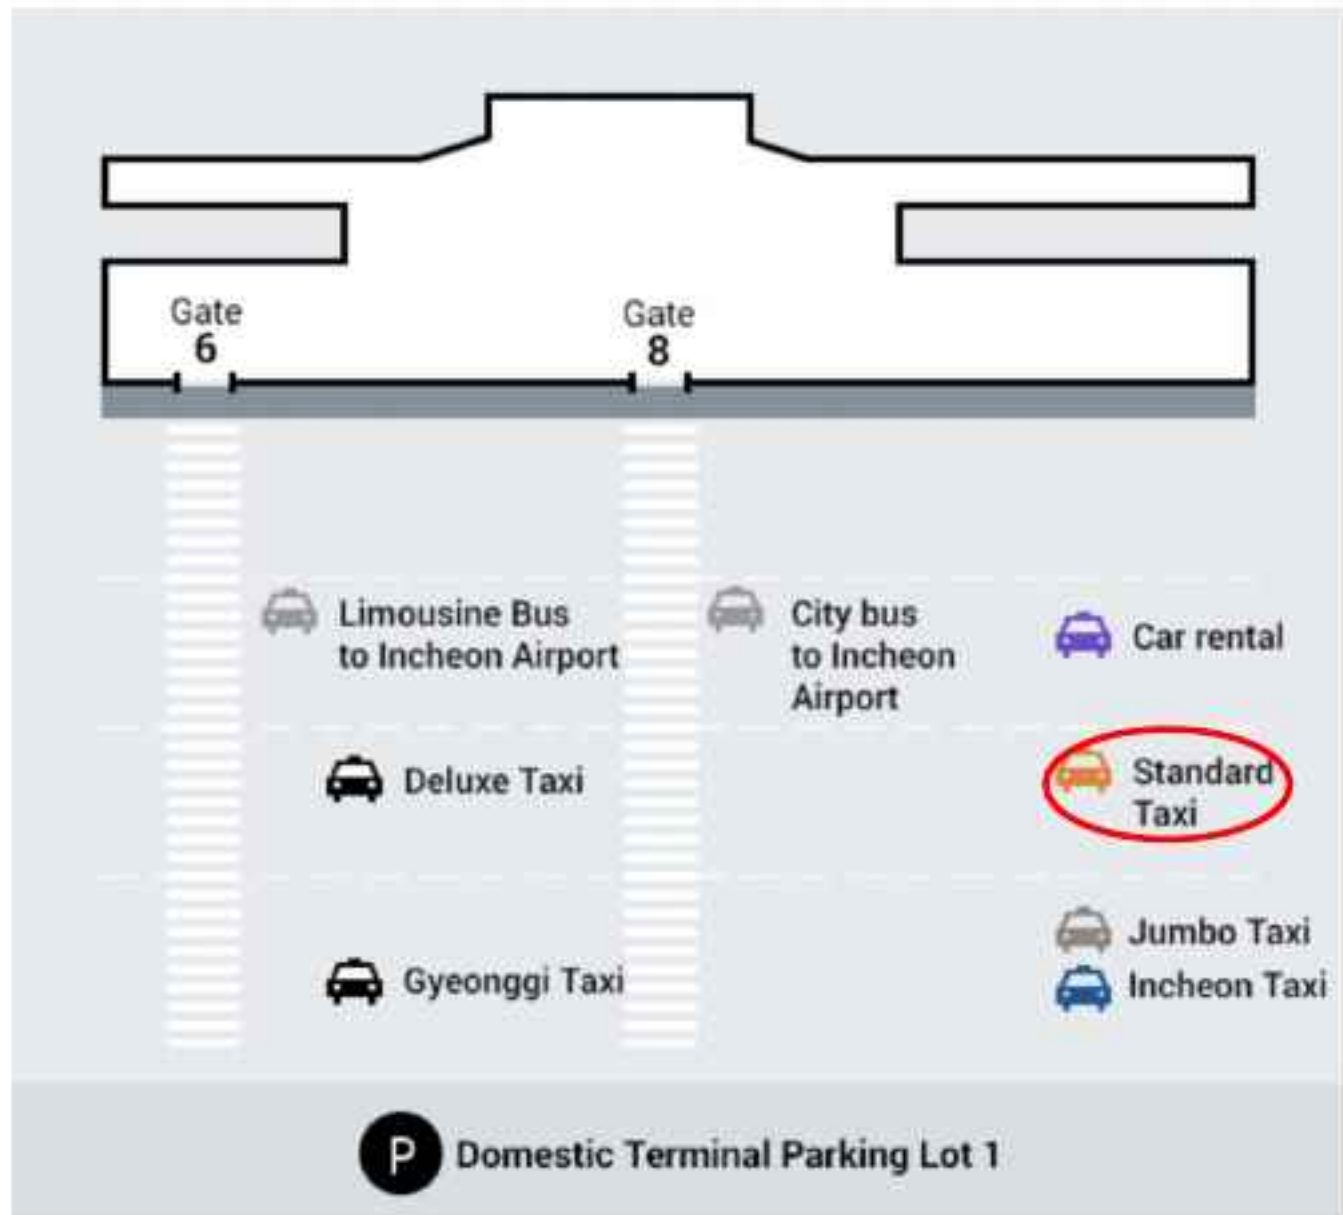 Gate
6
Gate
8
Limousine Bus
to Incheon Airport
City bus
to Incheon
Airport
Car rental
Deluxe Taxi
Standard
Taxi
Gyeonggi Taxi
Jumbo Taxi
Incheon Taxi
P Domestic Terminal Parking Lot 1